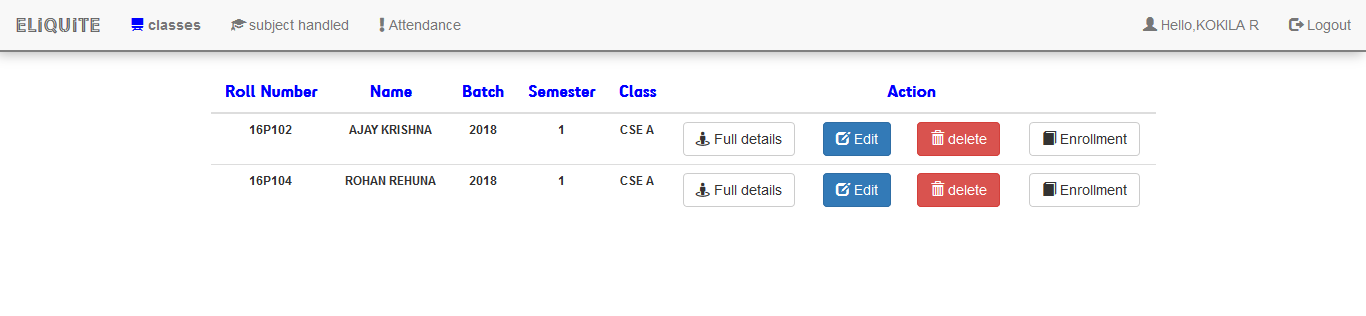 ELiQUiTE classes subject handled Attendance Hello,KOKILA R Logout
Roll Number Name Batch Semester Class Action
16P102 AJAY KRISHNA 2018 1 CSE A Full details Edit delete Enrollment
16P104 ROHAN REHUNA 2018 1 CSE A Full details Edit delete Enrollment